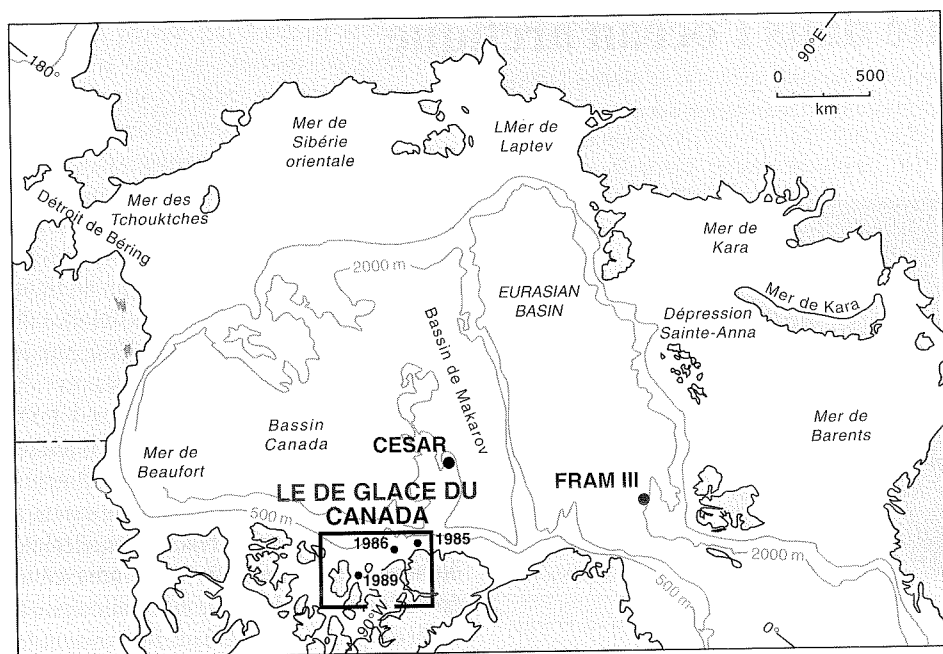 180°
90°E
0 500
km
Mer de
Sibérie
orientale
LMer de
Laptev
Mer des
Tchouktches
Détroit de Béring
Mer de
Kara
2000 m
EURASIAN
BASIN
Mer de Kara
Dépression
Sainte-Anna
Bassin de Makarov
Bassin
Canada
Mer de
Beaufort
CESAR
Mer de
Barents
FRAM III
LE DE GLACE DU
CANADA
500 m
1986
1985
1989
90°W
2000 m
500 m
0°